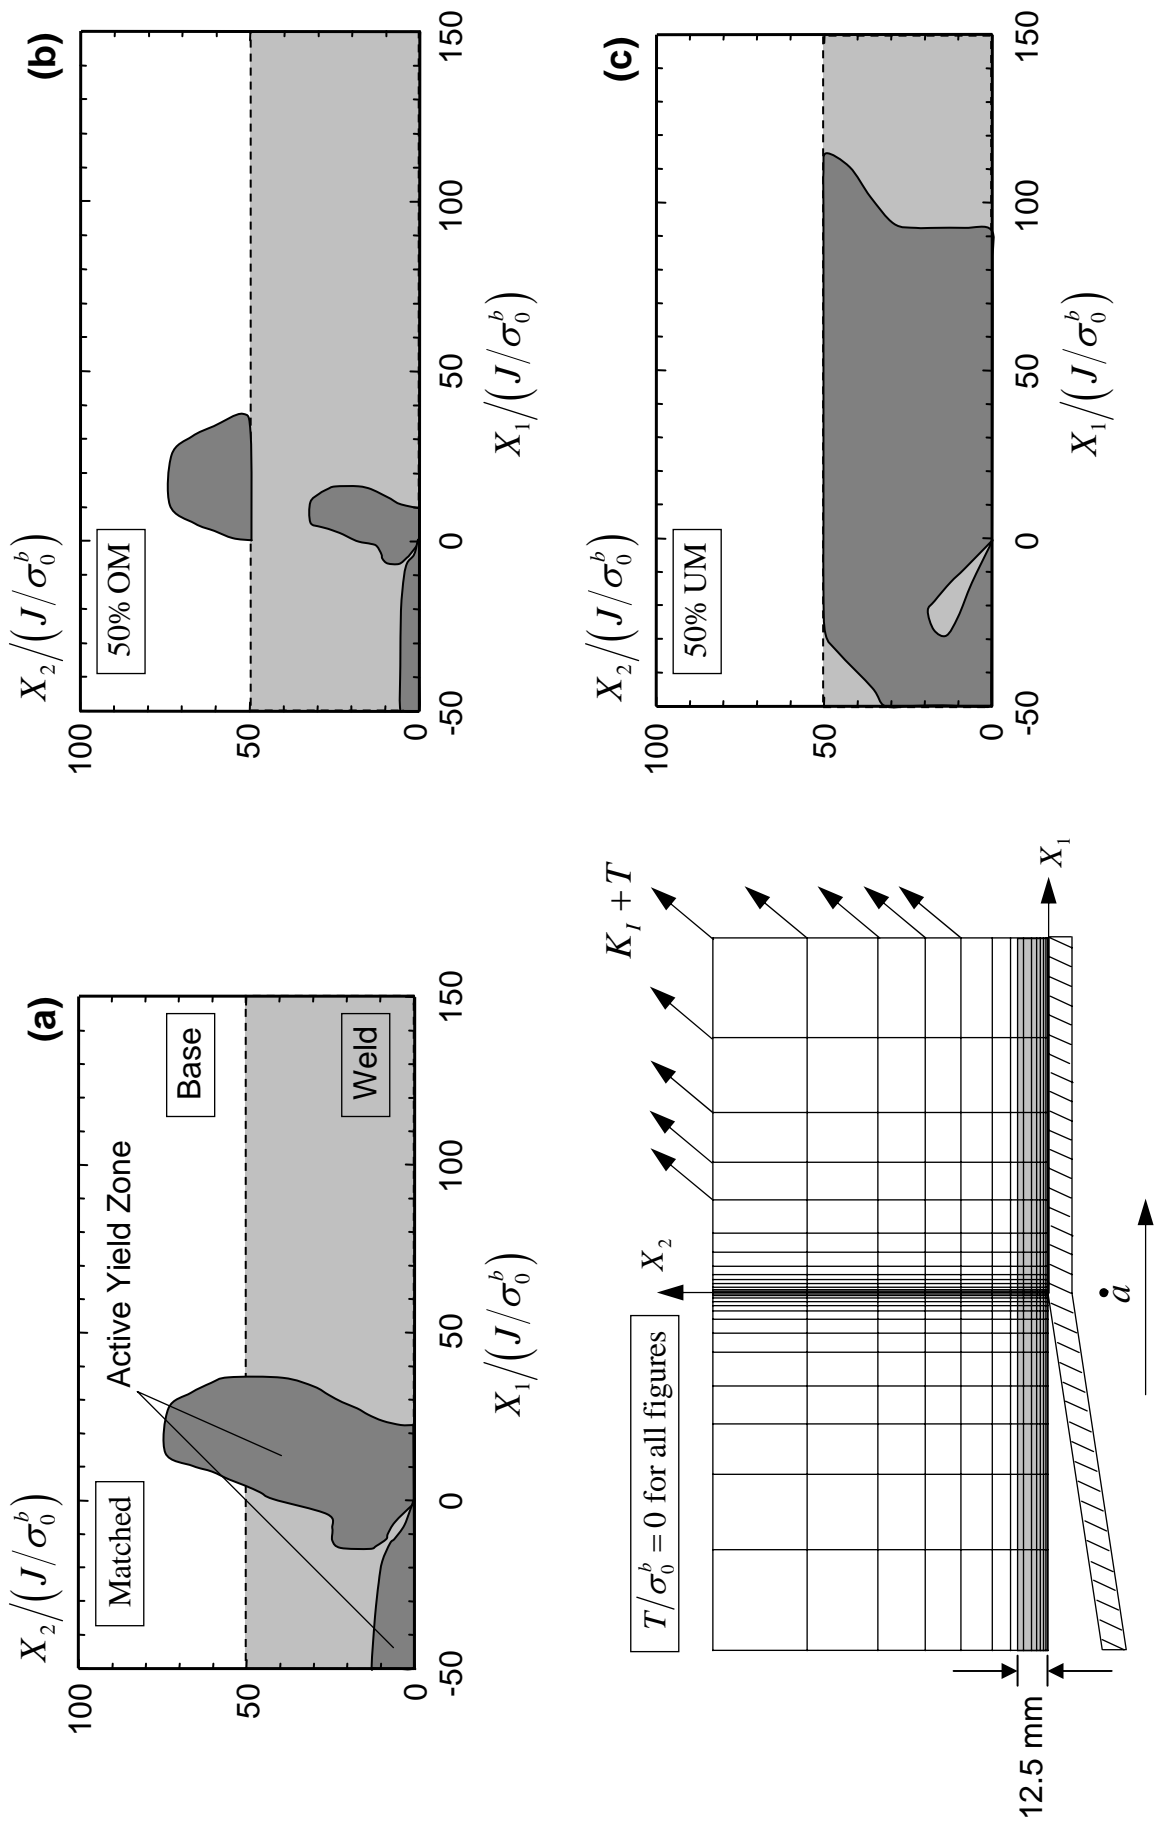 X₂/(J/σ₀ᵇ)
(a)
Matched
Active Yield Zone
Base
Weld
100
50
0
-50 0 50 100 150
X₁/(J/σ₀ᵇ)
X₂/(J/σ₀ᵇ)
(b)
50% OM
100
50
0
-50 0 50 100 150
X₁/(J/σ₀ᵇ)
T/σ₀ᵇ = 0 for all figures
X₂
K_I + T
X₁
12.5 mm
ȧ
X₂/(J/σ₀ᵇ)
(c)
50% UM
100
50
0
-50 0 50 100 150
X₁/(J/σ₀ᵇ)